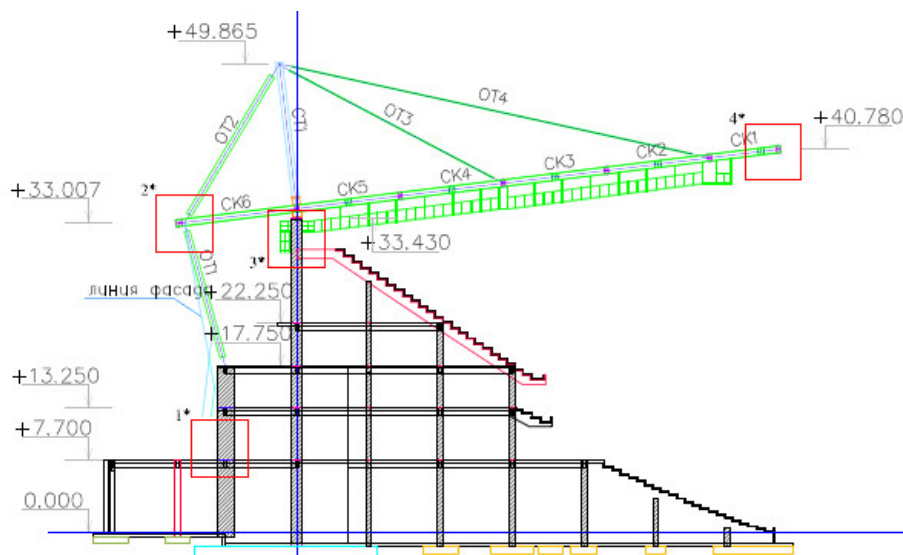 +49.865
ОТ2
ОТ3
ОТ4
4*
+40.780
СК1
СК2
СК3
СК4
СК5
СК6
2*
+33.007
+33.430
3*
ОТ1
линия фасада
+22.250
+17.750
+13.250
1*
+7.700
0.000